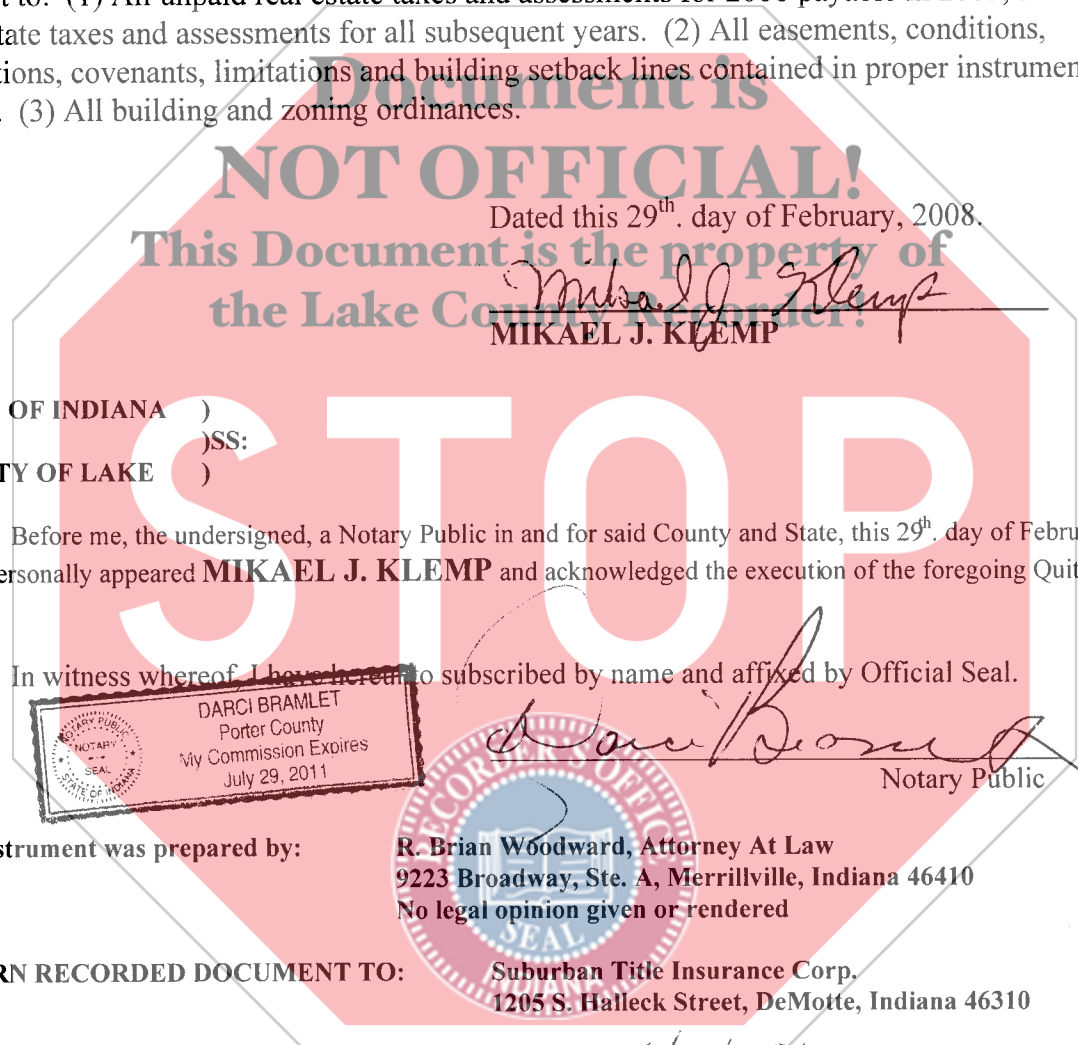 t to: (1) All unpaid real estate taxes and assessments for 2006 payable in
tate taxes and assessments for all subsequent years. (2) All easements, conditions,
tions, covenants, limitations and building setback lines contained in proper instrumen
. (3) All building and zoning ordinances.
Document is
NOT OFFICIAL!
Dated this 29th. day of February, 2008.
This Document is the property of
the Lake County Recorder!
Mikael J. Klemp
MIKAEL J. KLEMP
OF INDIANA )
)SS:
TY OF LAKE )
STOP
Before me, the undersigned, a Notary Public in and for said County and State, this 29th. day of Febru
ersonally appeared MIKAEL J. KLEMP and acknowledged the execution of the foregoing Quit
In witness whereof, I have hereunto subscribed by name and affixed by Official Seal.
DARCI BRAMLET
Porter County
My Commission Expires
July 29, 2011
NOTARY PUBLIC
NOTARY
SEAL
STATE OF INDIANA
Darci Bramlet
Notary Public
RECORDER'S OFFICE
SEAL
INDIANA
strument was prepared by: R. Brian Woodward, Attorney At Law
9223 Broadway, Ste. A, Merrillville, Indiana 46410
No legal opinion given or rendered
RN RECORDED DOCUMENT TO: Suburban Title Insurance Corp.
1205 S. Halleck Street, DeMotte, Indiana 46310